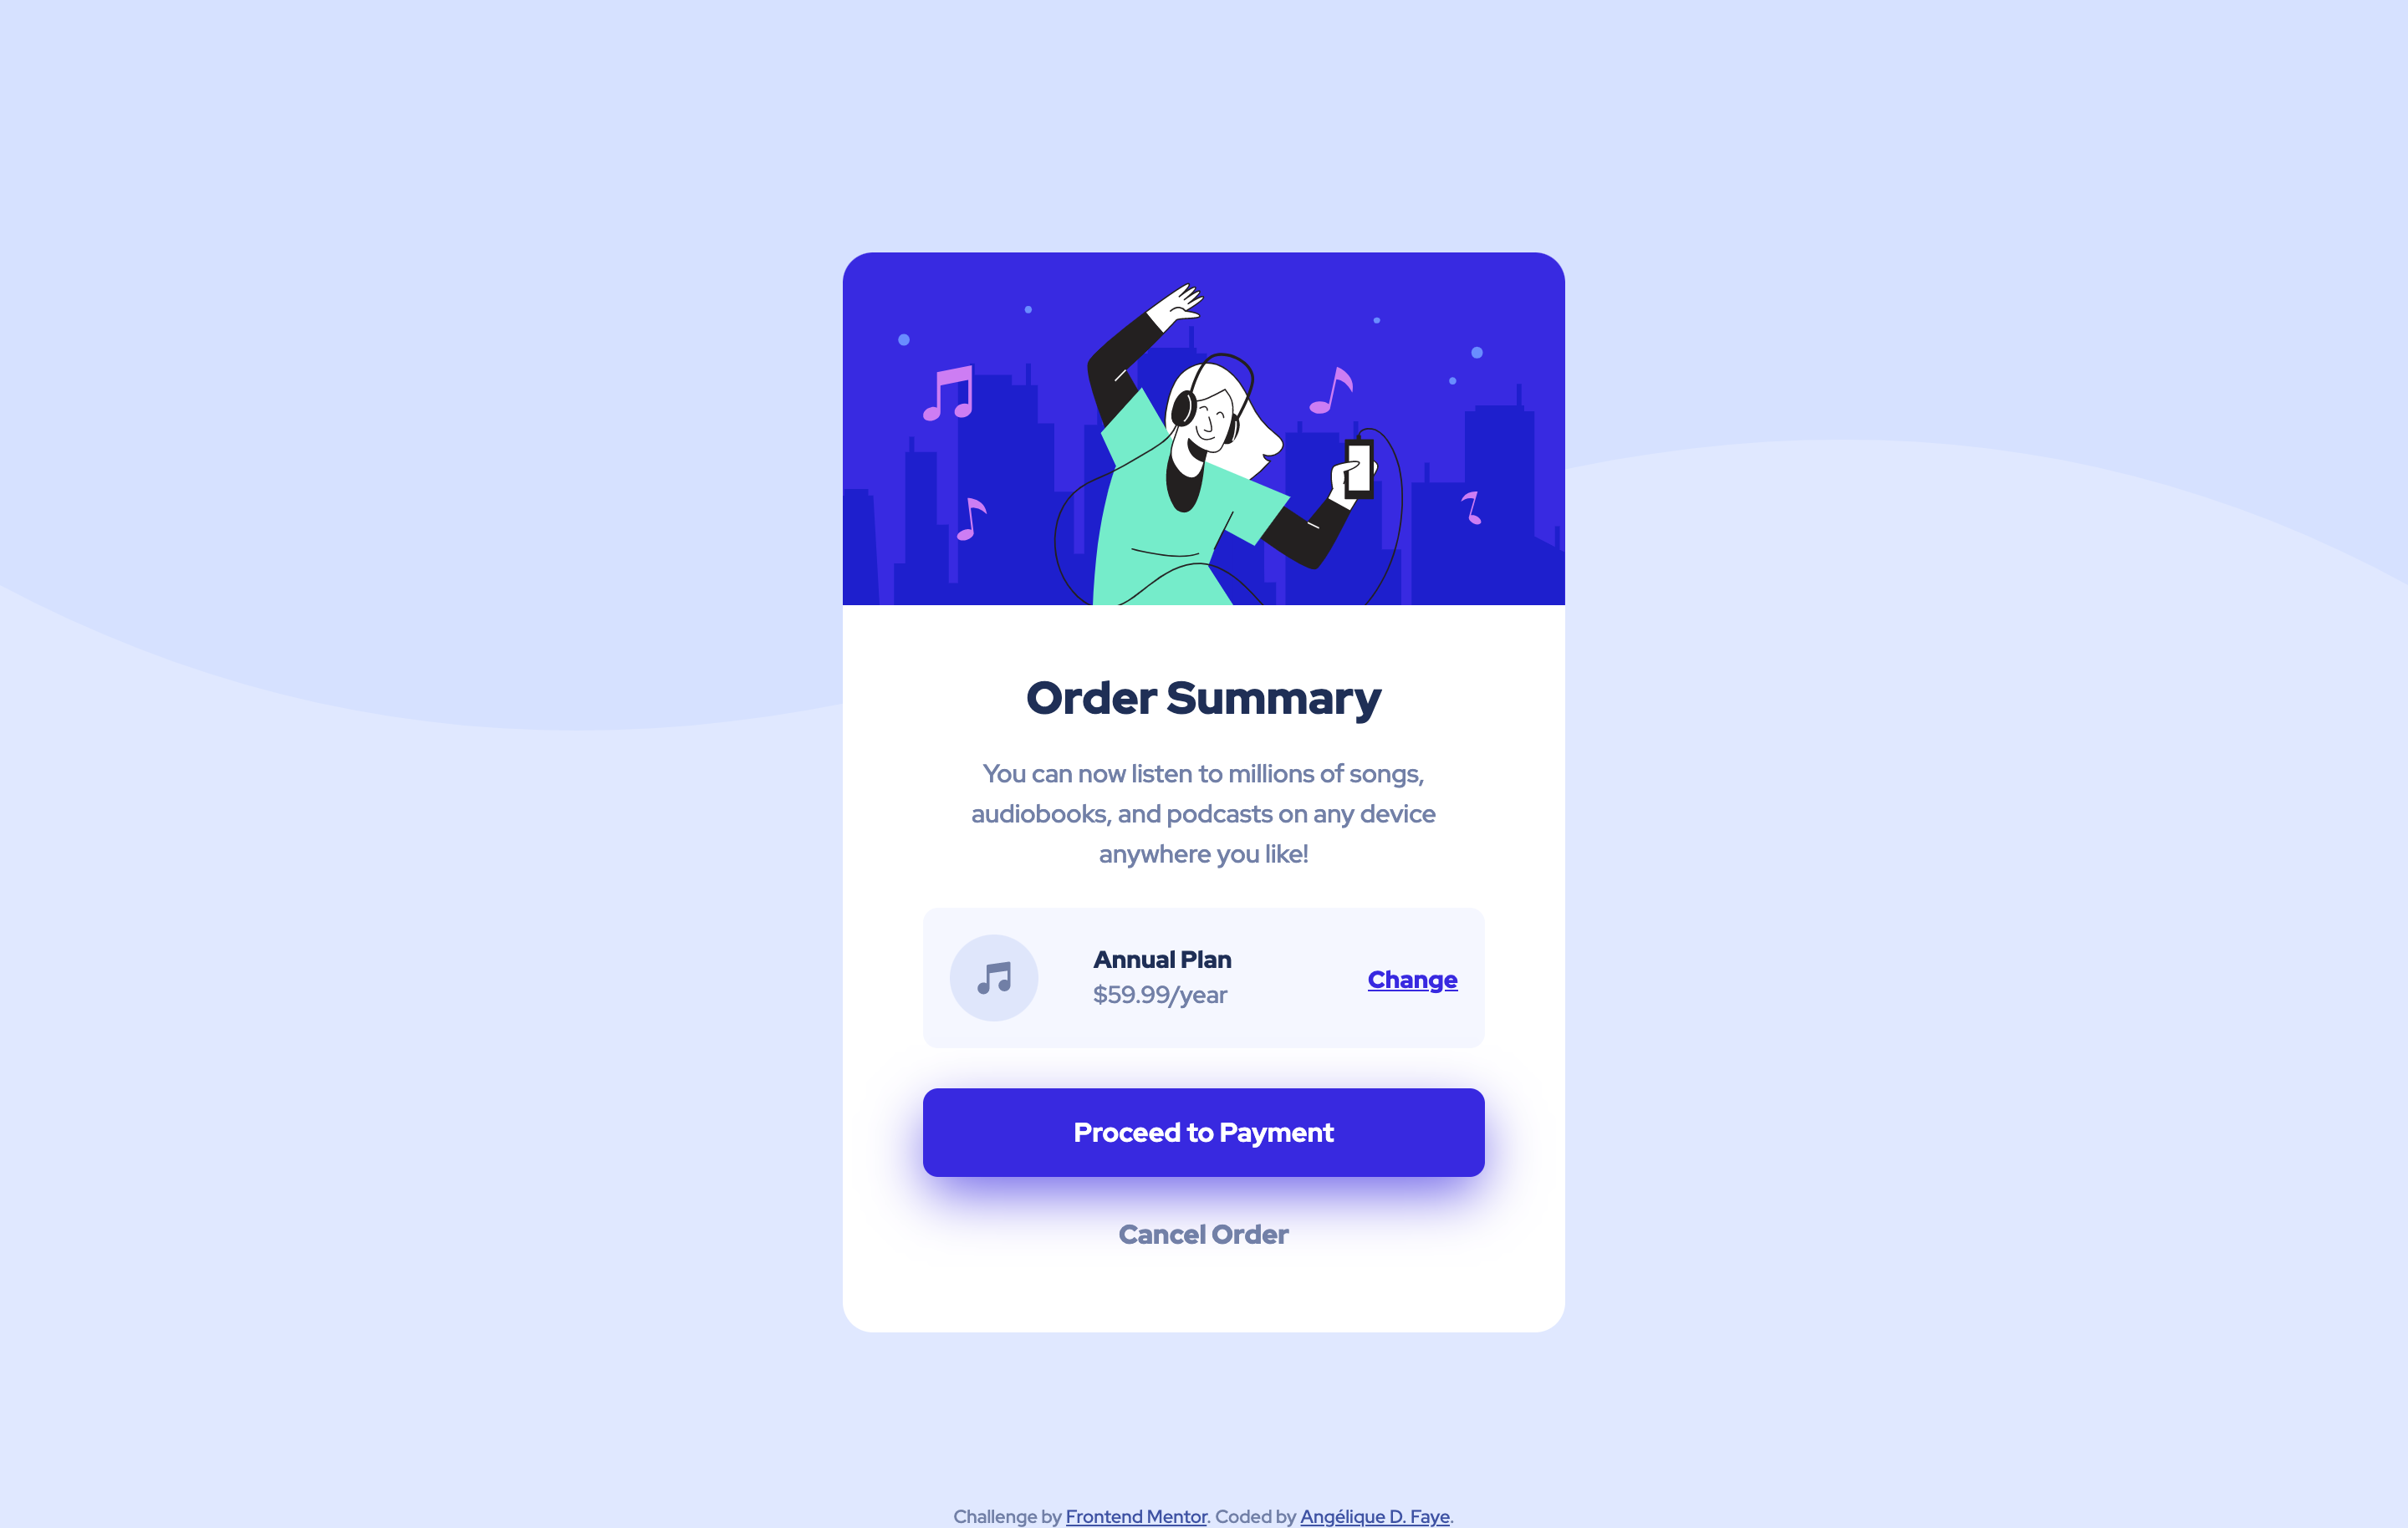 Order Summary
You can now listen to millions of songs,
audiobooks, and podcasts on any device
anywhere you like!
Annual Plan
$59.99/year
Change
Proceed to Payment
Cancel Order
Challenge by Frontend Mentor. Coded by Angélique D. Faye.